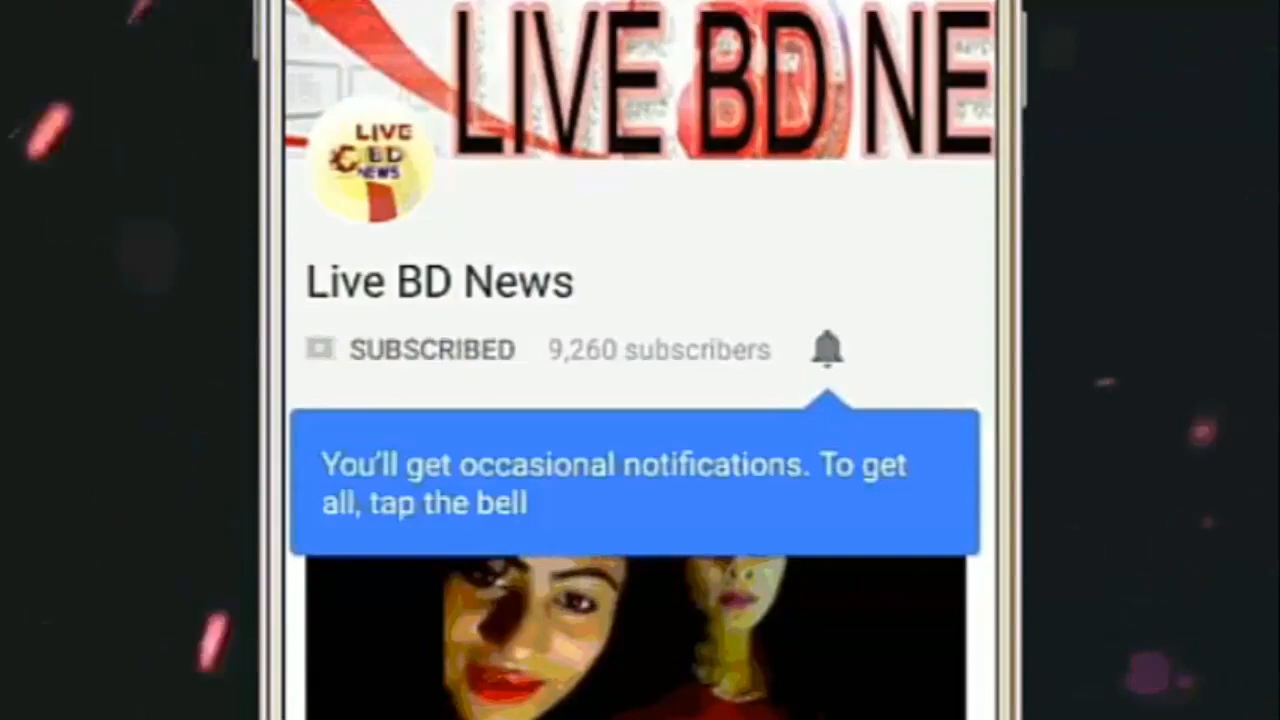 LIVE BD NE
LIVE
BD
NEWS
Live BD News
SUBSCRIBED 9,260 subscribers
You'll get occasional notifications. To get
all, tap the bell